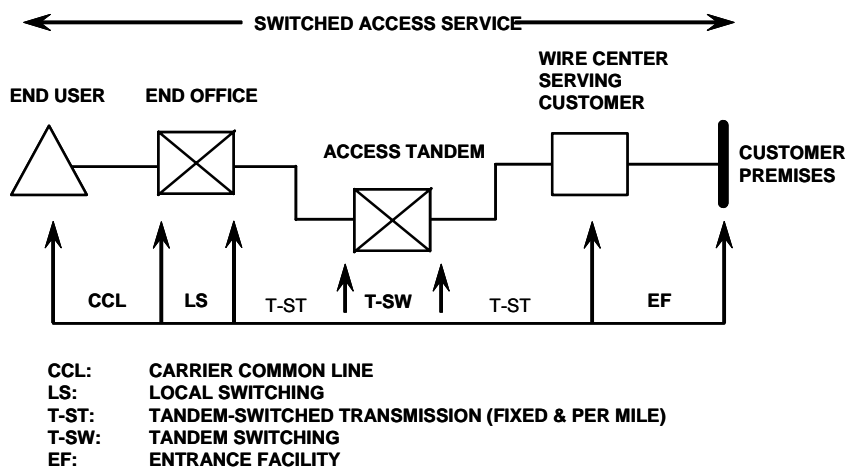 SWITCHED ACCESS SERVICE
WIRE CENTER
SERVING
CUSTOMER
END USER
END OFFICE
ACCESS TANDEM
CUSTOMER
PREMISES
CCL
LS
T-ST
T-SW
T-ST
EF
CCL: CARRIER COMMON LINE
LS: LOCAL SWITCHING
T-ST: TANDEM-SWITCHED TRANSMISSION (FIXED & PER MILE)
T-SW: TANDEM SWITCHING
EF: ENTRANCE FACILITY